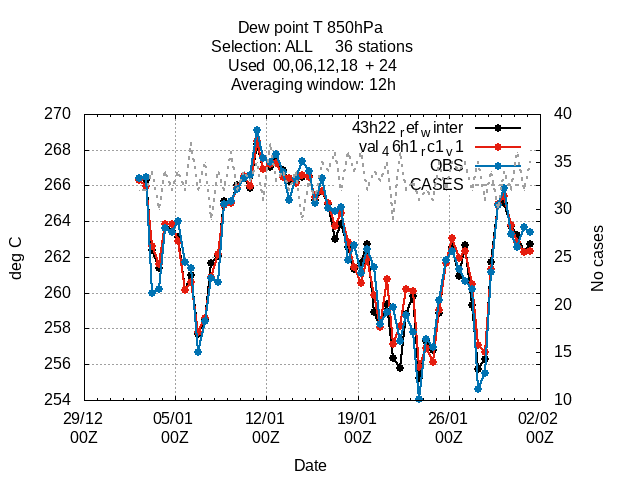 Dew point T 850hPa
Selection: ALL 36 stations
Used 00,06,12,18 + 24
Averaging window: 12h
270 40
43h22refwinter
268 val46h1rc1v1
35
OBS
266 CASES
264 30
deg C
262 25
No cases
260 20
258
256 15
254 10
29/12 05/01 12/01 19/01 26/01 02/02
00Z 00Z 00Z 00Z 00Z 00Z
Date